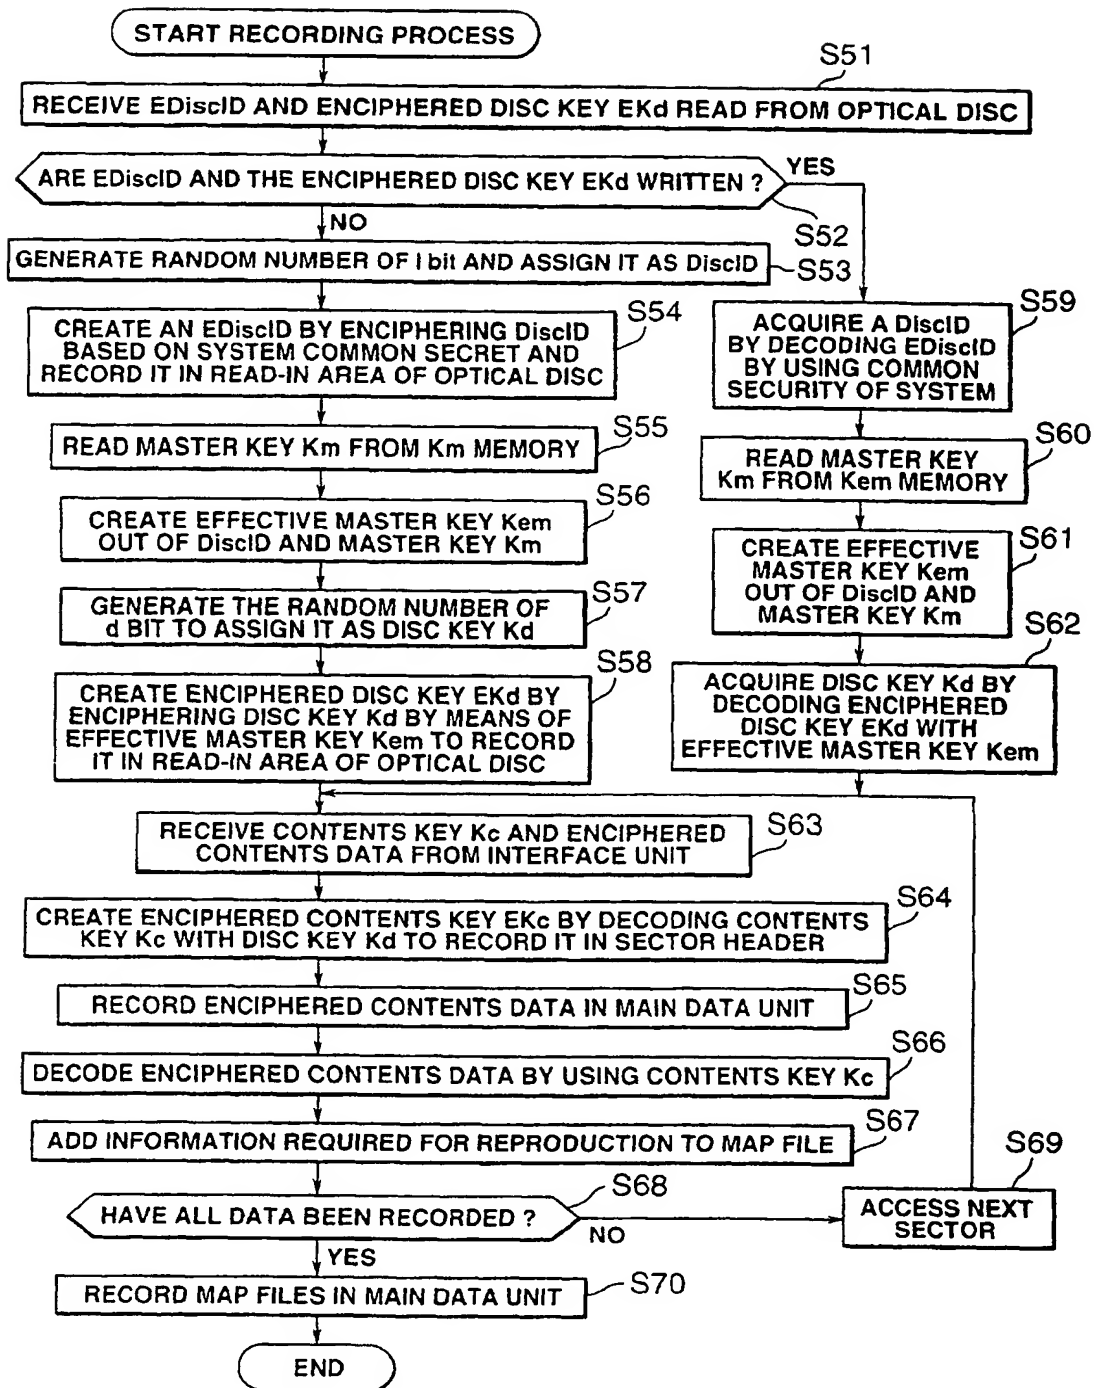 START RECORDING PROCESS
S51
RECEIVE EDiscID AND ENCIPHERED DISC KEY EKd READ FROM OPTICAL DISC
ARE EDiscID AND THE ENCIPHERED DISC KEY EKd WRITTEN ?
YES
S52
NO
GENERATE RANDOM NUMBER OF I bit AND ASSIGN IT AS DiscID
S53
S54
CREATE AN EDiscID BY ENCIPHERING DiscID
BASED ON SYSTEM COMMON SECRET AND
RECORD IT IN READ-IN AREA OF OPTICAL DISC
S55
READ MASTER KEY Km FROM Km MEMORY
S56
CREATE EFFECTIVE MASTER KEY Kem
OUT OF DiscID AND MASTER KEY Km
S57
GENERATE THE RANDOM NUMBER OF
d BIT TO ASSIGN IT AS DISC KEY Kd
S58
CREATE ENCIPHERED DISC KEY EKd BY
ENCIPHERING DISC KEY Kd BY MEANS OF
EFFECTIVE MASTER KEY Kem TO RECORD
IT IN READ-IN AREA OF OPTICAL DISC
S59
ACQUIRE A DiscID
BY DECODING EDiscID
BY USING COMMON
SECURITY OF SYSTEM
S60
READ MASTER KEY
Km FROM Kem MEMORY
S61
CREATE EFFECTIVE
MASTER KEY Kem
OUT OF DiscID AND
MASTER KEY Km
S62
ACQUIRE DISC KEY Kd BY
DECODING ENCIPHERED
DISC KEY EKd WITH
EFFECTIVE MASTER KEY Kem
S63
RECEIVE CONTENTS KEY Kc AND ENCIPHERED
CONTENTS DATA FROM INTERFACE UNIT
S64
CREATE ENCIPHERED CONTENTS KEY EKc BY DECODING CONTENTS
KEY Kc WITH DISC KEY Kd TO RECORD IT IN SECTOR HEADER
S65
RECORD ENCIPHERED CONTENTS DATA IN MAIN DATA UNIT
S66
DECODE ENCIPHERED CONTENTS DATA BY USING CONTENTS KEY Kc
S67
ADD INFORMATION REQUIRED FOR REPRODUCTION TO MAP FILE
S68
HAVE ALL DATA BEEN RECORDED ?
NO
S69
ACCESS NEXT
SECTOR
YES
RECORD MAP FILES IN MAIN DATA UNIT
S70
END